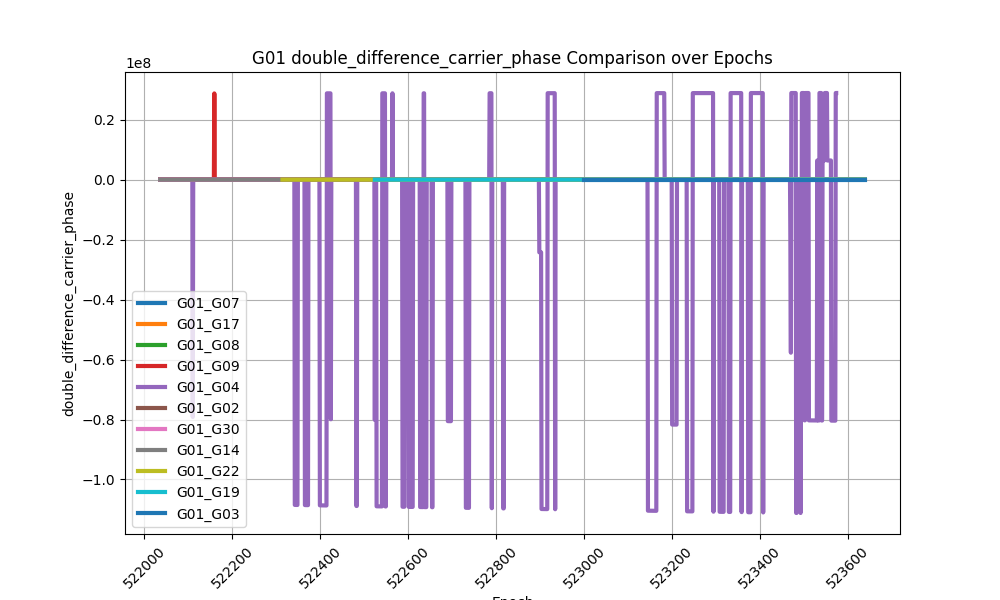 G01 double_difference_carrier_phase Comparison over Epochs
1e8
0.2
0.0
−0.2
−0.4
−0.6
−0.8
−1.0
double_difference_carrier_phase
G01_G07
G01_G17
G01_G08
G01_G09
G01_G04
G01_G02
G01_G30
G01_G14
G01_G22
G01_G19
G01_G03
522000
522200
522400
522600
522800
523000
523200
523400
523600
Epoch